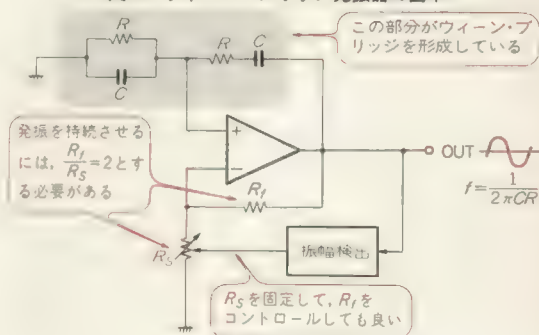 R
C
R
C
この部分がウィーン・ブ
リッジを形成している
発振を持続させる
には，Rf/RS=2とす
る必要がある
+
−
Rf
OUT
f=1/2πCR
RS
振幅検出
RSを固定して，Rfを
コントロールしても良い